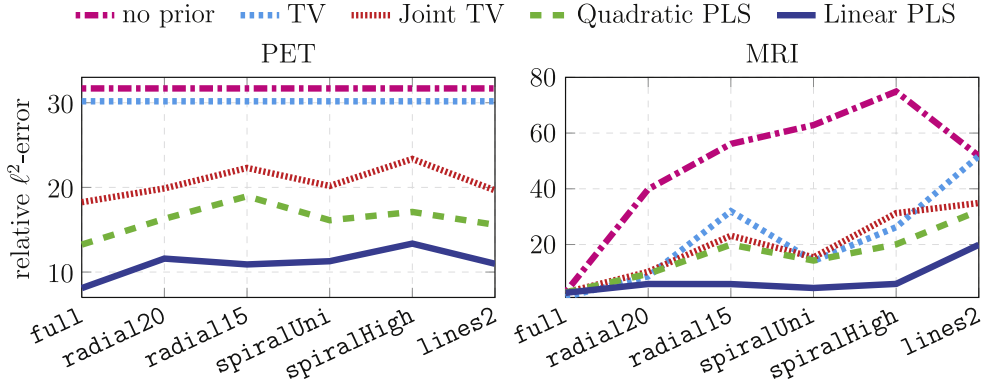 no prior TV Joint TV Quadratic PLS Linear PLS
PET
relative ℓ²-error
30
20
10
full radial20 radial15 spiralUni spiralHigh lines2
MRI
80
60
40
20
full radial20 radial15 spiralUni spiralHigh lines2